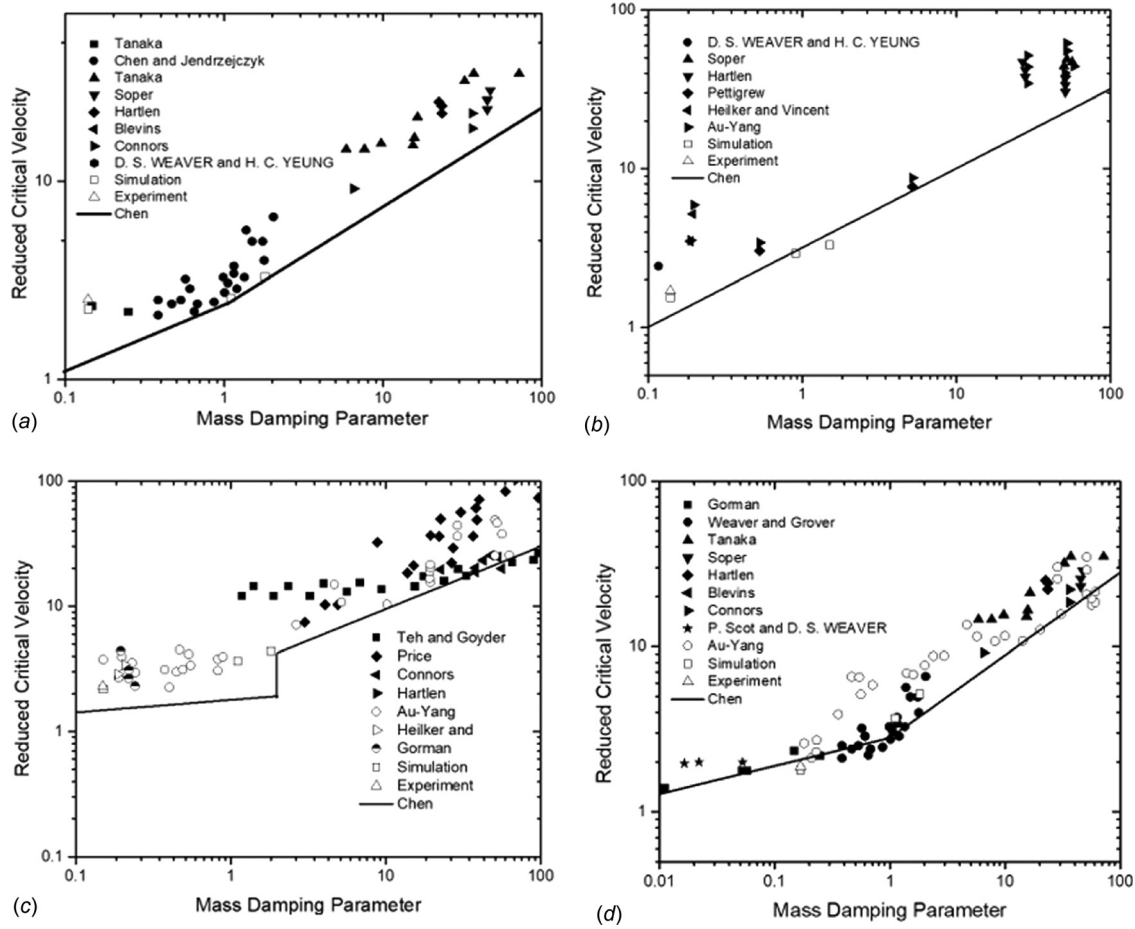 Reduced Critical Velocity
10
1
Tanaka
Chen and Jendrzejczyk
Tanaka
Soper
Hartlen
Blevins
Connors
D. S. WEAVER and H. C. YEUNG
Simulation
Experiment
Chen
0.1 1 10 100
Mass Damping Parameter
(a)
Reduced Critical Velocity
100
10
1
D. S. WEAVER and H. C. YEUNG
Soper
Hartlen
Pettigrew
Heilker and Vincent
Au-Yang
Simulation
Experiment
Chen
0.1 1 10 100
Mass Damping Parameter
(b)
Reduced Critical Velocity
100
10
1
0.1
Teh and Goyder
Price
Connors
Hartlen
Au-Yang
Heilker and
Gorman
Simulation
Experiment
Chen
0.1 1 10 100
Mass Damping Parameter
(c)
Reduced Critical Velocity
100
10
1
Gorman
Weaver and Grover
Tanaka
Soper
Hartlen
Blevins
Connors
P. Scot and D. S. WEAVER
Au-Yang
Simulation
Experiment
Chen
0.01 0.1 1 10 100
Mass Damping Parameter
(d)